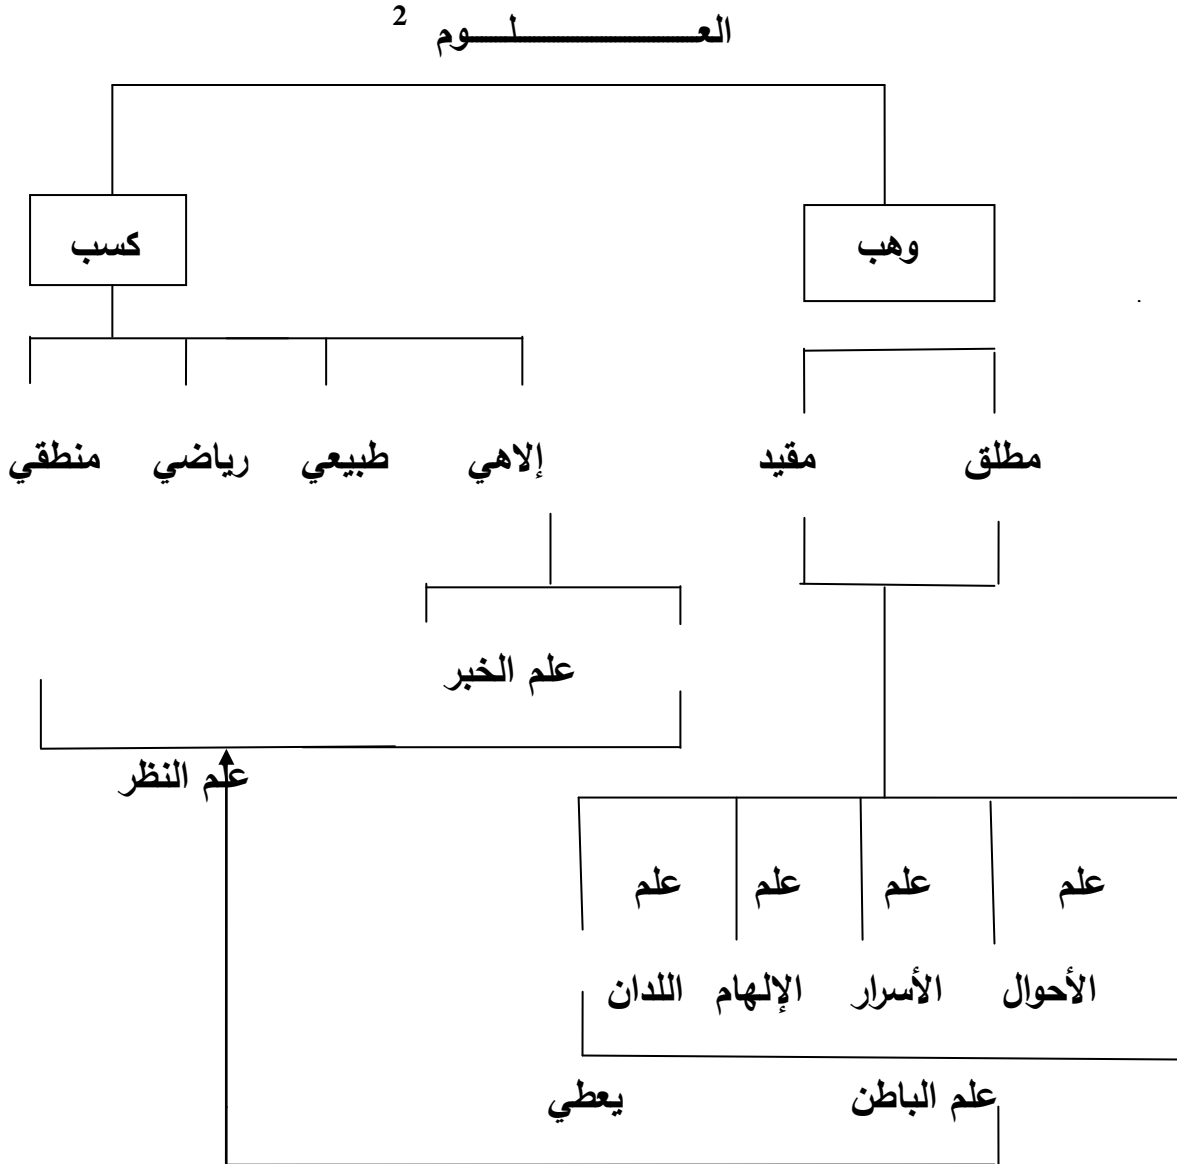 العـــــــــــلــــوم 2
وهب
كسب
مطلق مقيد إلاهي طبيعي رياضي منطقي
علم الخبر
علم النظر
علم علم علم علم
الأحوال الأسرار الإلهام اللدان
علم الباطن يعطي